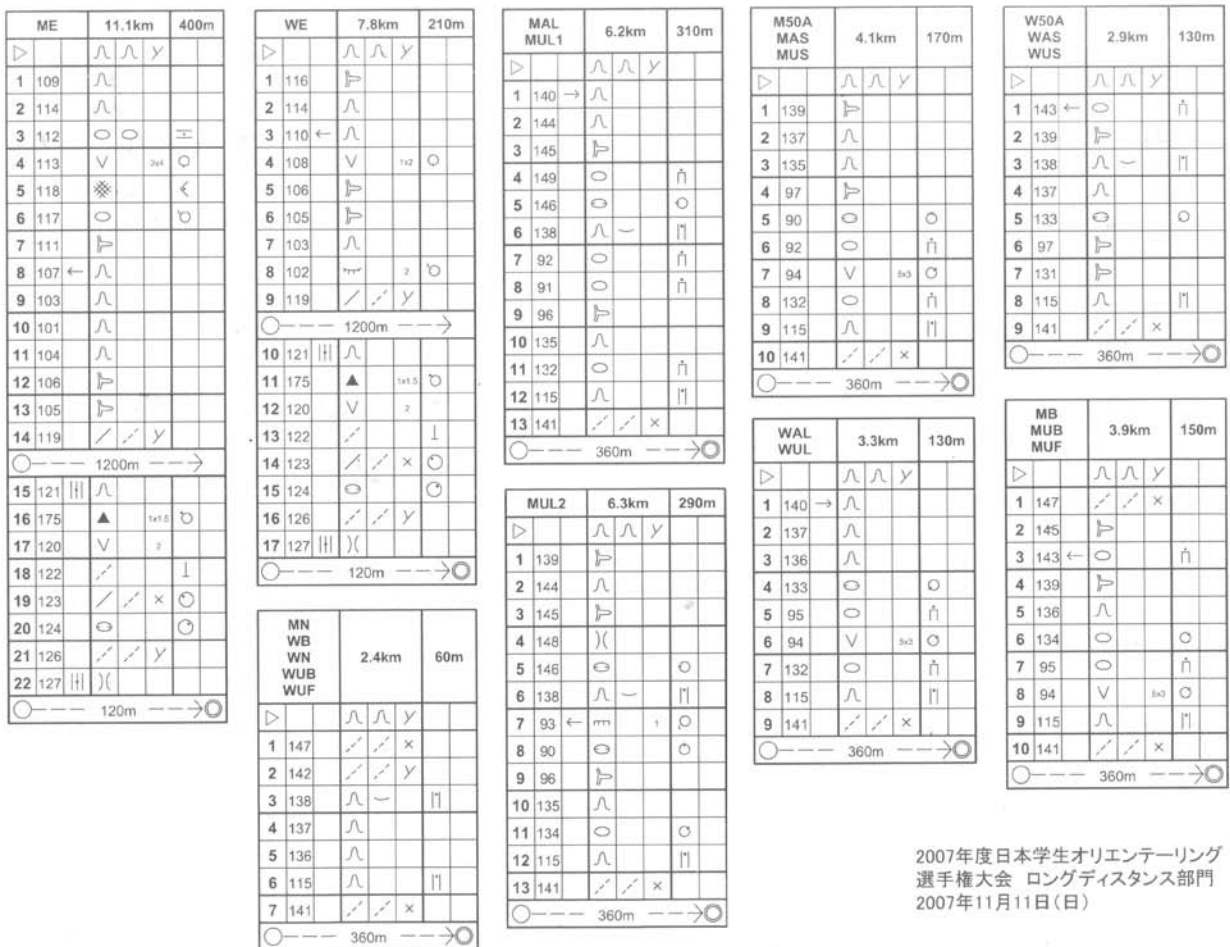 ME 11.1km 400m
1 109
2 114
3 112
4 113 3x4
5 118
6 117
7 111
8 107
9 103
10 101
11 104
12 106
13 105
14 119
1200m
15 121
16 175 1x1.5
17 120 2
18 122
19 123
20 124
21 126
22 127
120m
WE 7.8km 210m
1 116
2 114
3 110
4 108 1x2
5 106
6 105
7 103
8 102 2
9 119
1200m
10 121
11 175 1x1.5
12 120 2
13 122
14 123
15 124
16 126
17 127
120m
MN
WB
WN
WUB
WUF
2.4km 60m
1 147
2 142
3 138
4 137
5 136
6 115
7 141
360m
MAL
MUL1
6.2km 310m
1 140
2 144
3 145
4 149
5 146
6 138
7 92
8 91
9 96
10 135
11 132
12 115
13 141
360m
MUL2 6.3km 290m
1 139
2 144
3 145
4 148
5 146
6 138
7 93 1
8 90
9 96
10 135
11 134
12 115
13 141
360m
M50A
MAS
MUS
4.1km 170m
1 139
2 137
3 135
4 97
5 90
6 92
7 94 5x3
8 132
9 115
10 141
360m
WAL
WUL
3.3km 130m
1 140
2 137
3 136
4 133
5 95
6 94 5x3
7 132
8 115
9 141
360m
W50A
WAS
WUS
2.9km 130m
1 143
2 139
3 138
4 137
5 133
6 97
7 131
8 115
9 141
360m
MB
MUB
MUF
3.9km 150m
1 147
2 145
3 143
4 139
5 136
6 134
7 95
8 94 5x3
9 115
10 141
360m
2007年度日本学生オリエンテーリング
選手権大会 ロングディスタンス部門
2007年11月11日(日)